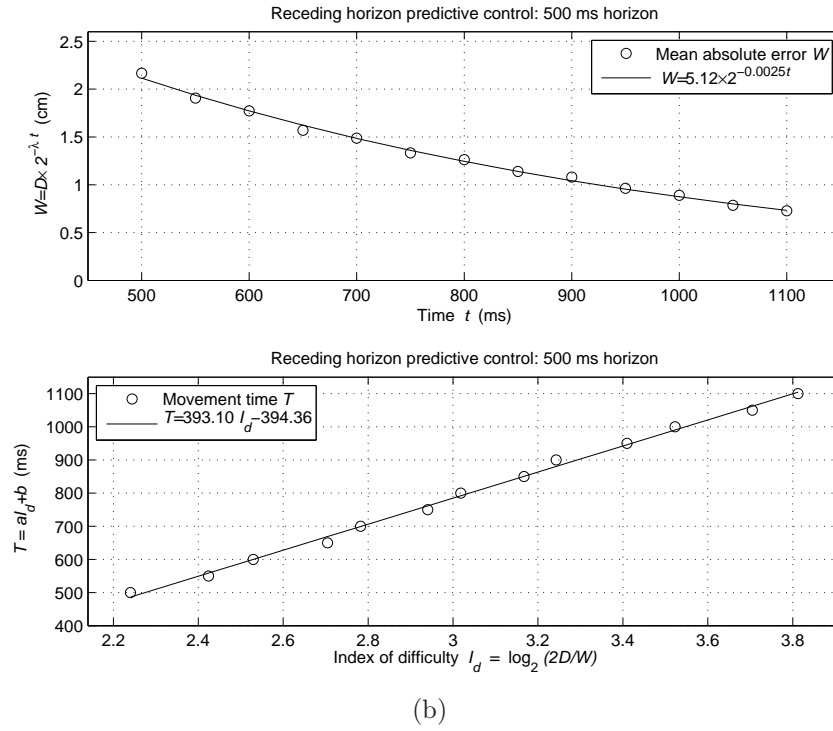 Receding horizon predictive control: 500 ms horizon
2.5
2
1.5
1
0.5
0
W=D× 2^{−λ t} (cm)
Mean absolute error W
W=5.12×2^{−0.0025t}
500 600 700 800 900 1000 1100
Time t (ms)
Receding horizon predictive control: 500 ms horizon
1100
1000
900
800
700
600
500
400
T = aI_d+b (ms)
Movement time T
T=393.10 I_d−394.36
2.2 2.4 2.6 2.8 3 3.2 3.4 3.6 3.8
Index of difficulty I_d = log_2 (2D/W)
(b)